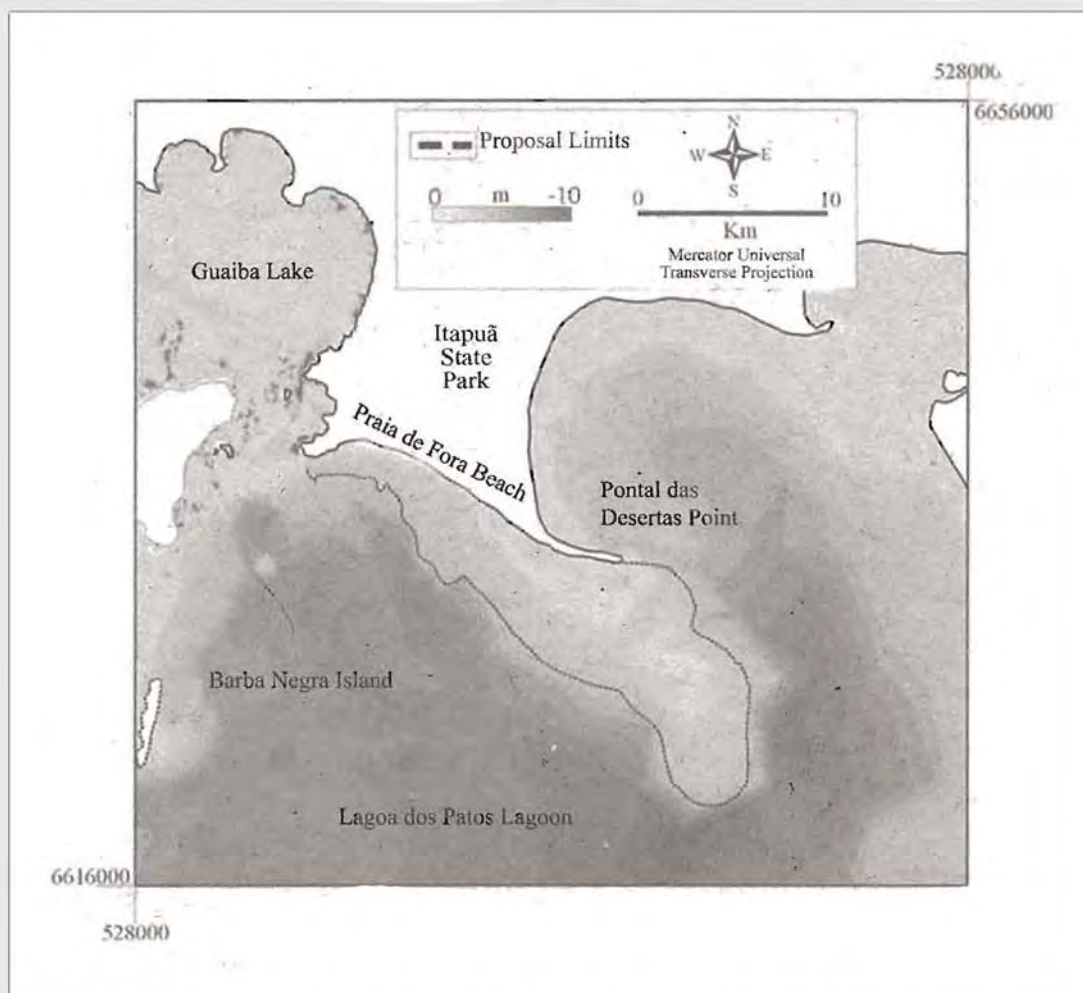 528000
6656000
Proposal Limits
N
W E
S
0 m -10
0 10
Km
Mercator Universal
Transverse Projection
Guaiba Lake
Itapuã
State
Park
Praia de Fora Beach
Pontal das
Desertas Point
Barba Negra Island
Lagoa dos Patos Lagoon
6616000
528000